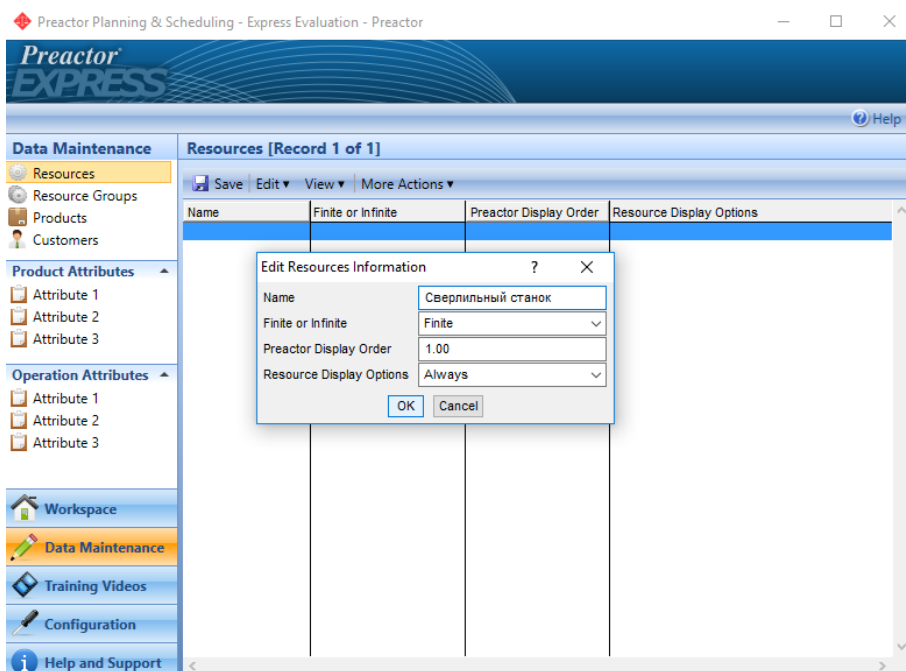 Preactor Planning & Scheduling - Express Evaluation - Preactor
Preactor
EXPRESS
Help
Data Maintenance
Resources
Resource Groups
Products
Customers
Product Attributes
Attribute 1
Attribute 2
Attribute 3
Operation Attributes
Attribute 1
Attribute 2
Attribute 3
Workspace
Data Maintenance
Training Videos
Configuration
Help and Support
Resources [Record 1 of 1]
Save Edit View More Actions
Name Finite or Infinite Preactor Display Order Resource Display Options
Edit Resources Information ?
Name Сверлильный станок
Finite or Infinite Finite
Preactor Display Order 1.00
Resource Display Options Always
OK Cancel